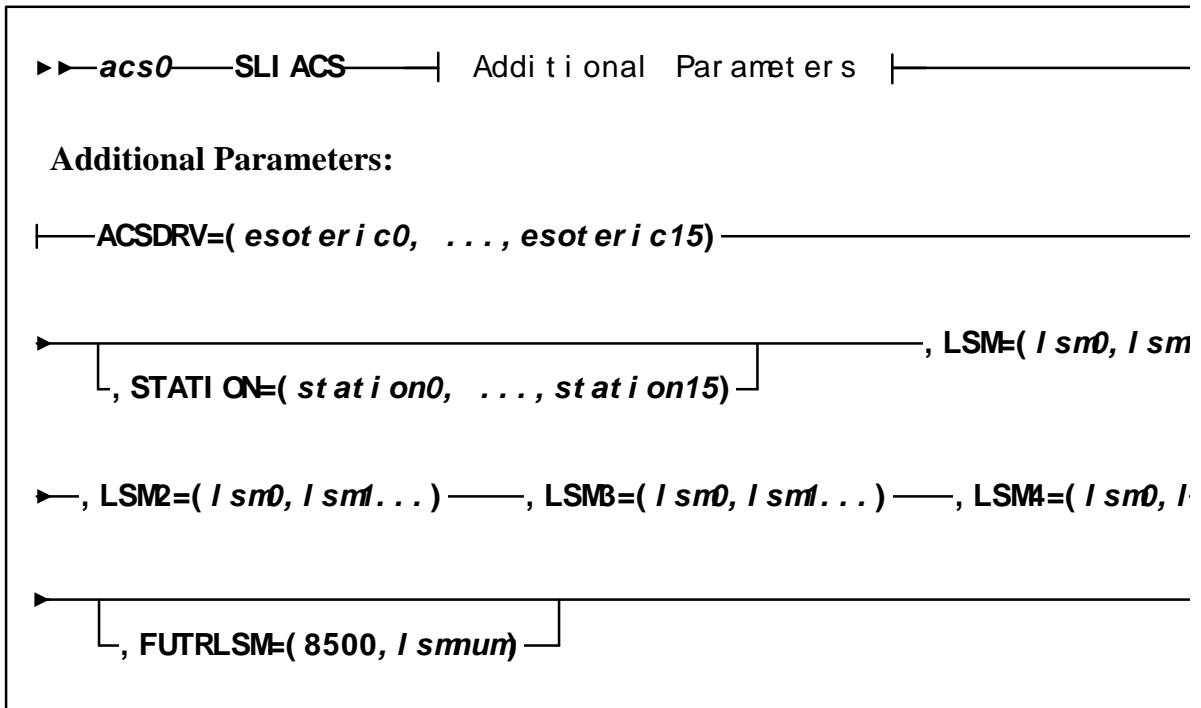 acs0 SLIACS Additional Parameters
Additional Parameters:
ACSDRV=(esoteric0, ...,esoteric15)
,LSM=(lsm0,lsm
,STATION=(station0, ...,station15)
,LSM2=(lsm0,lsm1...) ,LSM3=(lsm0,lsm1...) ,LSM4=(lsm0,l
,FUTRLSM=(8500,lsmnum)